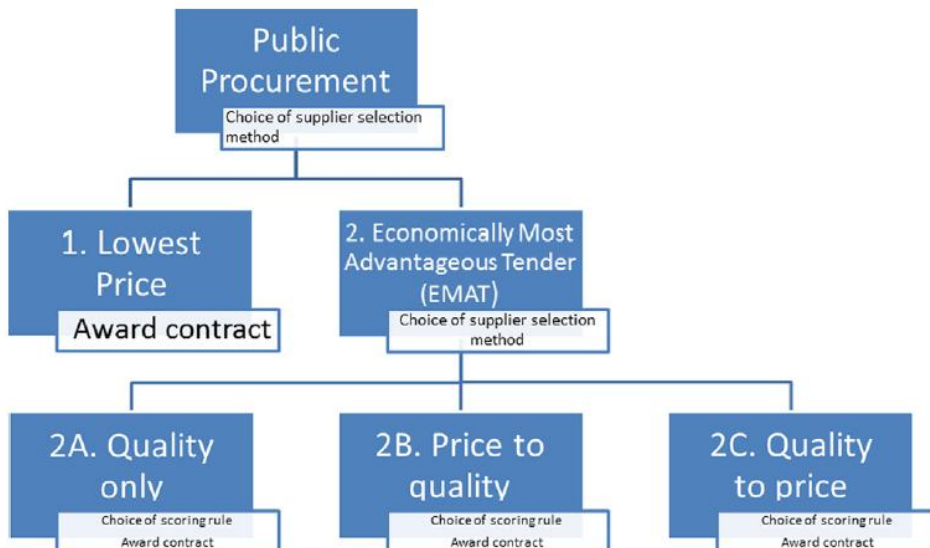 Public
Procurement
Choice of supplier selection
method
1. Lowest
Price
Award contract
2. Economically Most
Advantageous Tender
(EMAT)
Choice of supplier selection
method
2A. Quality
only
Choice of scoring rule
Award contract
2B. Price to
quality
Choice of scoring rule
Award contract
2C. Quality
to price
Choice of scoring rule
Award contract